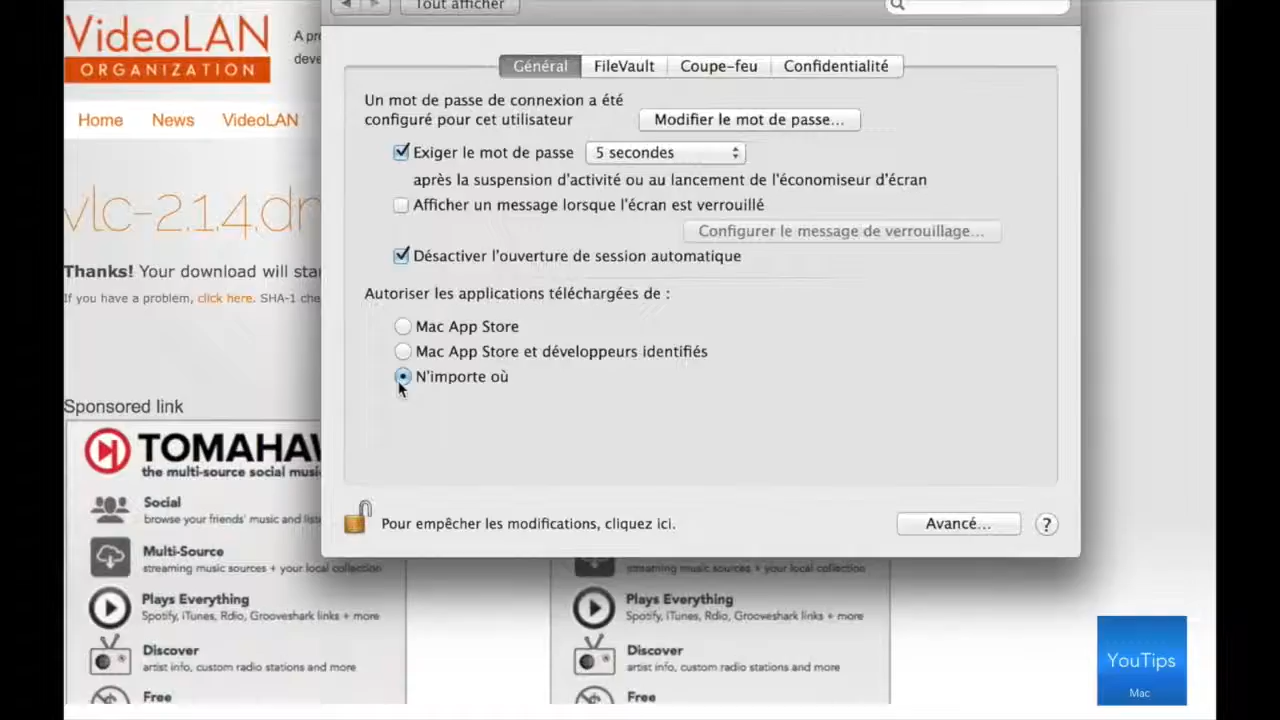 Tout afficher
VideoLAN
ORGANIZATION
Home News VideoLAN
vlc-2.1.4.d
Thanks! Your download will
If you have a problem, click here. SHA-1
Sponsored link
TOMAHA
the multi-source social
Social
browse your friends' music and
Multi-Source
streaming music sources + your local collection
Plays Everything
Spotify, iTunes, Rdio, Grooveshark links + more
Discover
artist info, custom radio stations and more
Free
Général FileVault Coupe-feu Confidentialité
Un mot de passe de connexion a été
configuré pour cet utilisateur
Modifier le mot de passe...
Exiger le mot de passe 5 secondes
après la suspension d'activité ou au lancement de l'économiseur d'écran
Afficher un message lorsque l'écran est verrouillé
Configurer le message de verrouillage...
Désactiver l'ouverture de session automatique
Autoriser les applications téléchargées de :
Mac App Store
Mac App Store et développeurs identifiés
N'importe où
Pour empêcher les modifications, cliquez ici.
Avancé... ?
streaming music sources + your local collection
Plays Everything
Spotify, iTunes, Rdio, Grooveshark links + more
Discover
artist info, custom radio stations and more
Free
YouTips
Mac